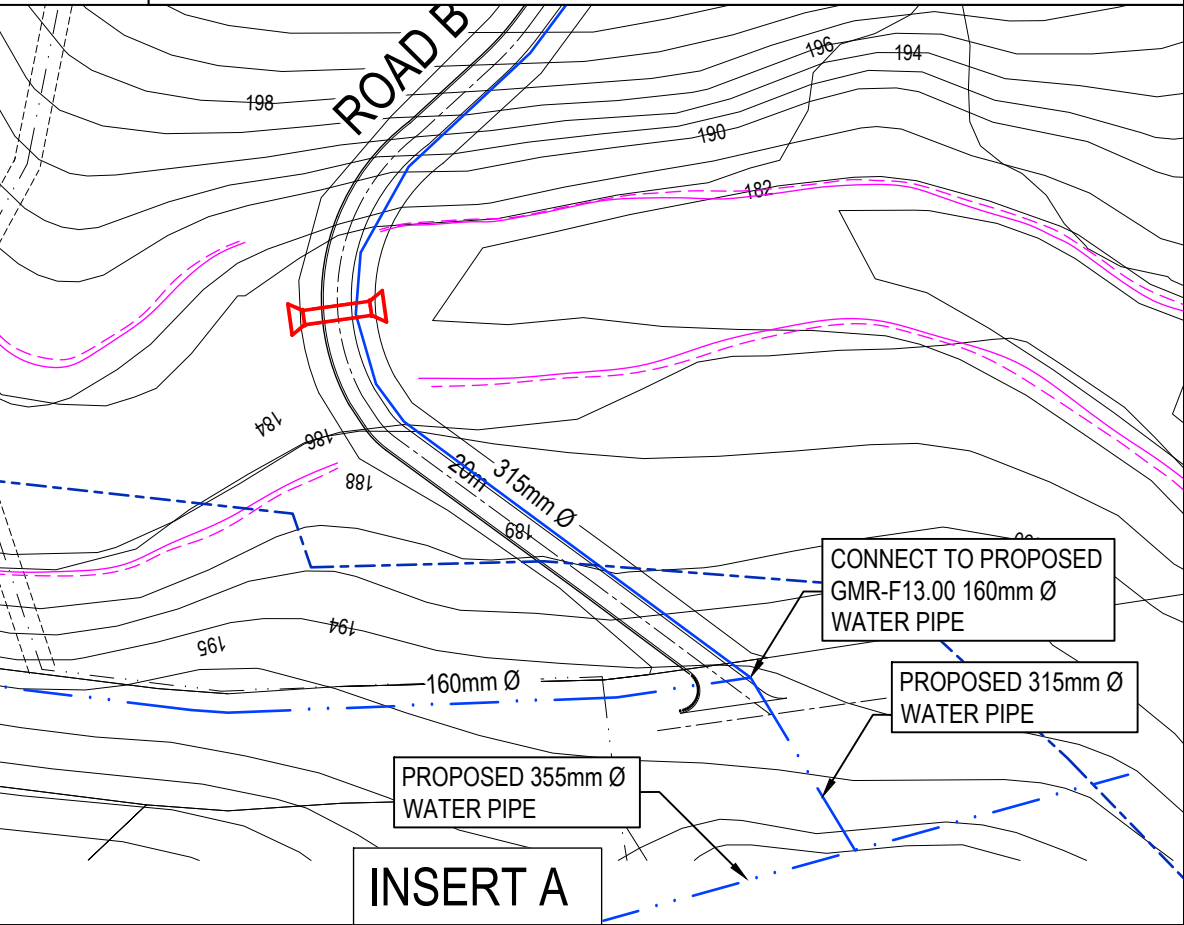 ROAD B
196
194
198
190
182
184
186
188
20m
315mm Ø
189
CONNECT TO PROPOSED
GMR-F13.00 160mm Ø
WATER PIPE
194
195
160mm Ø
PROPOSED 315mm Ø
WATER PIPE
PROPOSED 355mm Ø
WATER PIPE
INSERT A